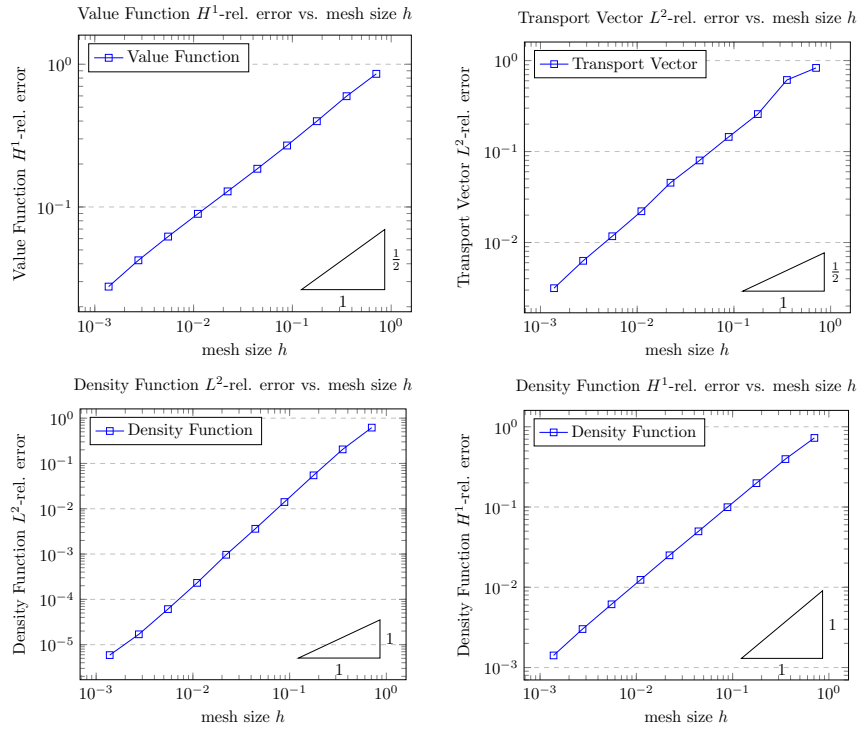 Value Function H¹-rel. error vs. mesh size h
Value Function H¹-rel. error
10⁰
10⁻¹
Value Function
1
1/2
10⁻³ 10⁻² 10⁻¹ 10⁰
mesh size h
Transport Vector L²-rel. error vs. mesh size h
Transport Vector L²-rel. error
10⁰
10⁻¹
10⁻²
Transport Vector
1
1/2
10⁻³ 10⁻² 10⁻¹ 10⁰
mesh size h
Density Function L²-rel. error vs. mesh size h
Density Function L²-rel. error
10⁰
10⁻¹
10⁻²
10⁻³
10⁻⁴
10⁻⁵
Density Function
1
1
10⁻³ 10⁻² 10⁻¹ 10⁰
mesh size h
Density Function H¹-rel. error vs. mesh size h
Density Function H¹-rel. error
10⁰
10⁻¹
10⁻²
10⁻³
Density Function
1
1
10⁻³ 10⁻² 10⁻¹ 10⁰
mesh size h